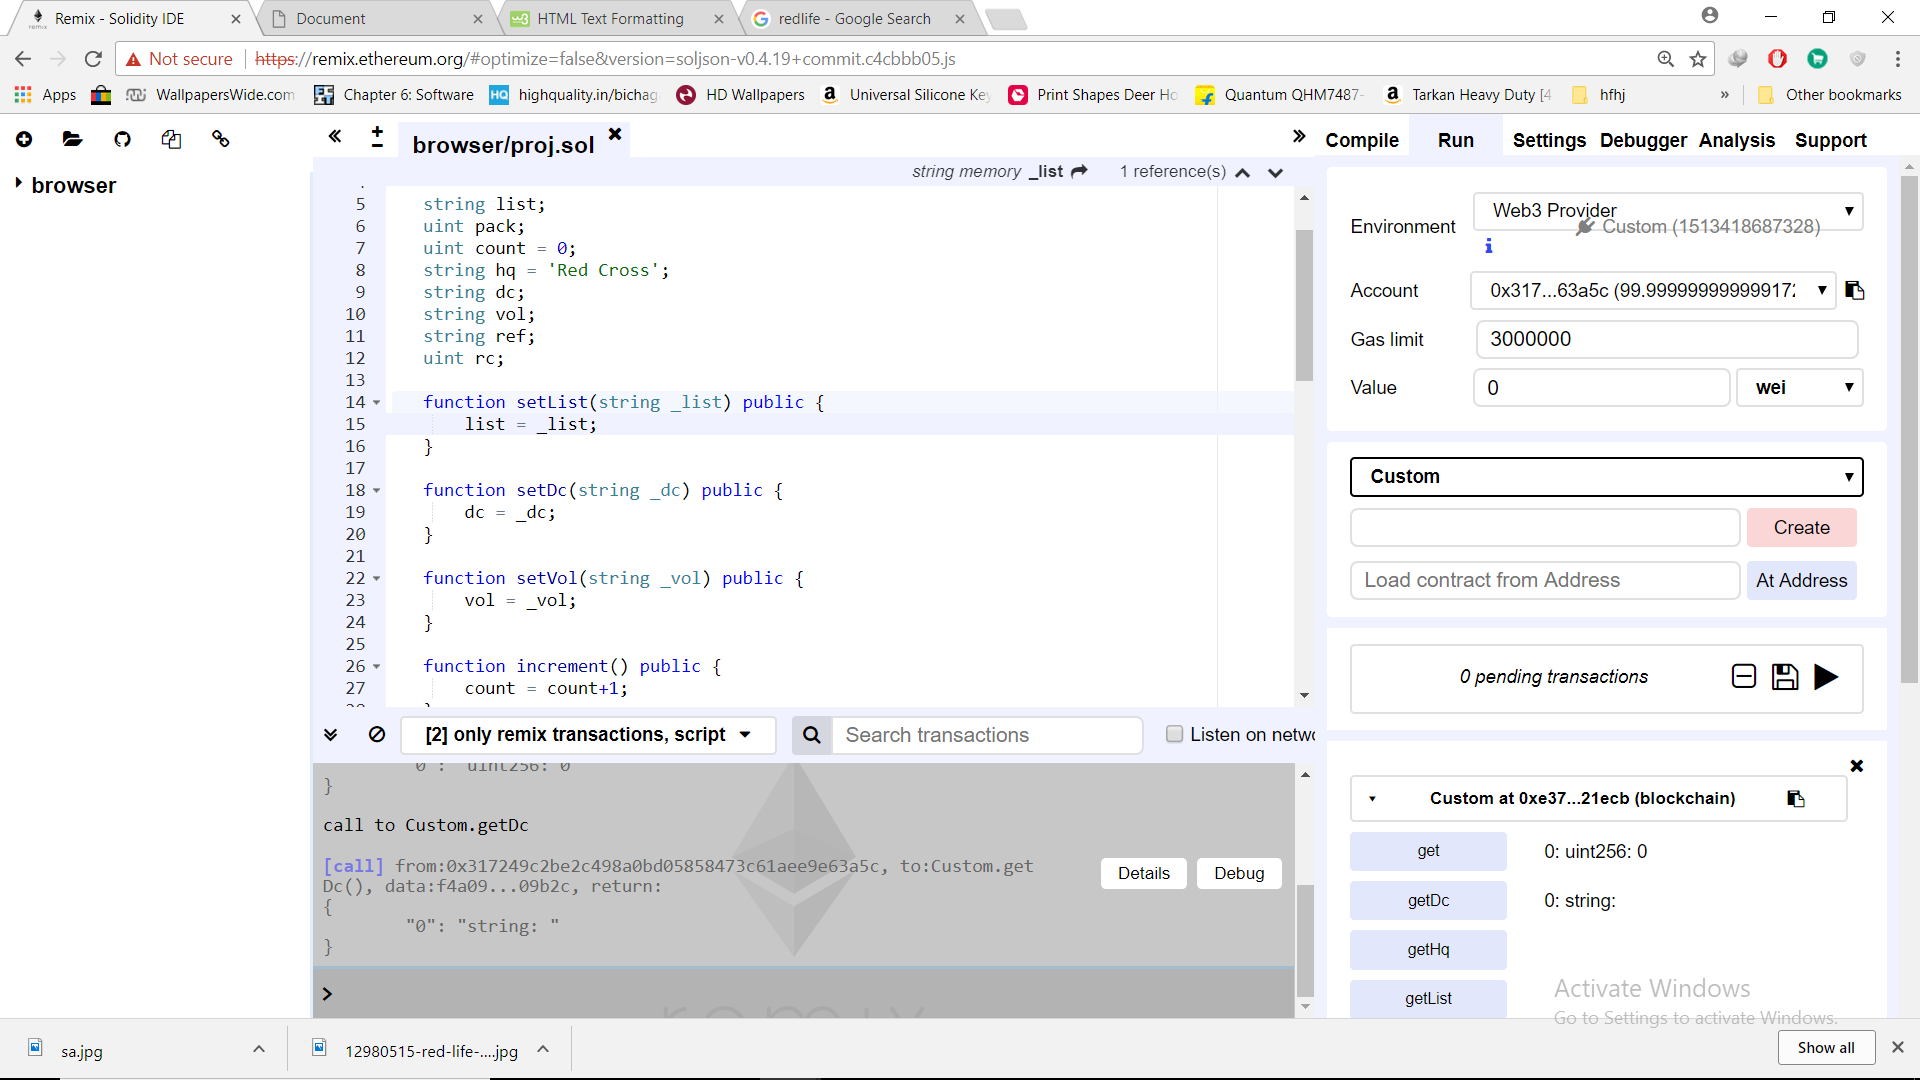 Remix - Solidity IDE
Document
HTML Text Formatting
redlife - Google Search
Not secure
https://remix.ethereum.org/#optimize=false&version=soljson-v0.4.19+commit.c4cbbb05.js
Apps
WallpapersWide.com
Chapter 6: Software
HQ highquality.in/bichag
HD Wallpapers
Universal Silicone Ke
Print Shapes Deer Ho
Quantum QHM7487-
Tarkan Heavy Duty [4
hfhj
»
Other bookmarks
browser
browser/proj.sol
string memory _list
1 reference(s)
5 string list;
6 uint pack;
7 uint count = 0;
8 string hq = 'Red Cross';
9 string dc;
10 string vol;
11 string ref;
12 uint rc;
13
14 function setList(string _list) public {
15 list = _list;
16 }
17
18 function setDc(string _dc) public {
19 dc = _dc;
20 }
21
22 function setVol(string _vol) public {
23 vol = _vol;
24 }
25
26 function increment() public {
27 count = count+1;
[2] only remix transactions, script
Search transactions
Listen on netwo
0 : uint256: 0
}
call to Custom.getDc
[call] from:0x317249c2be2c498a0bd05858473c61aee9e63a5c, to:Custom.get
Dc(), data:f4a09...09b2c, return:
{
"0": "string: "
}
Details
Debug
>
Compile
Run
Settings
Debugger
Analysis
Support
Environment
Web3 Provider
Custom (1513418687328)
i
Account
0x317...63a5c (99.99999999999917
Gas limit
3000000
Value
0
wei
Custom
Create
Load contract from Address
At Address
0 pending transactions
Custom at 0xe37...21ecb (blockchain)
get
0: uint256: 0
getDc
0: string:
getHq
getList
Activate Windows
Go to Settings to activate Windows.
sa.jpg
12980515-red-life-....jpg
Show all